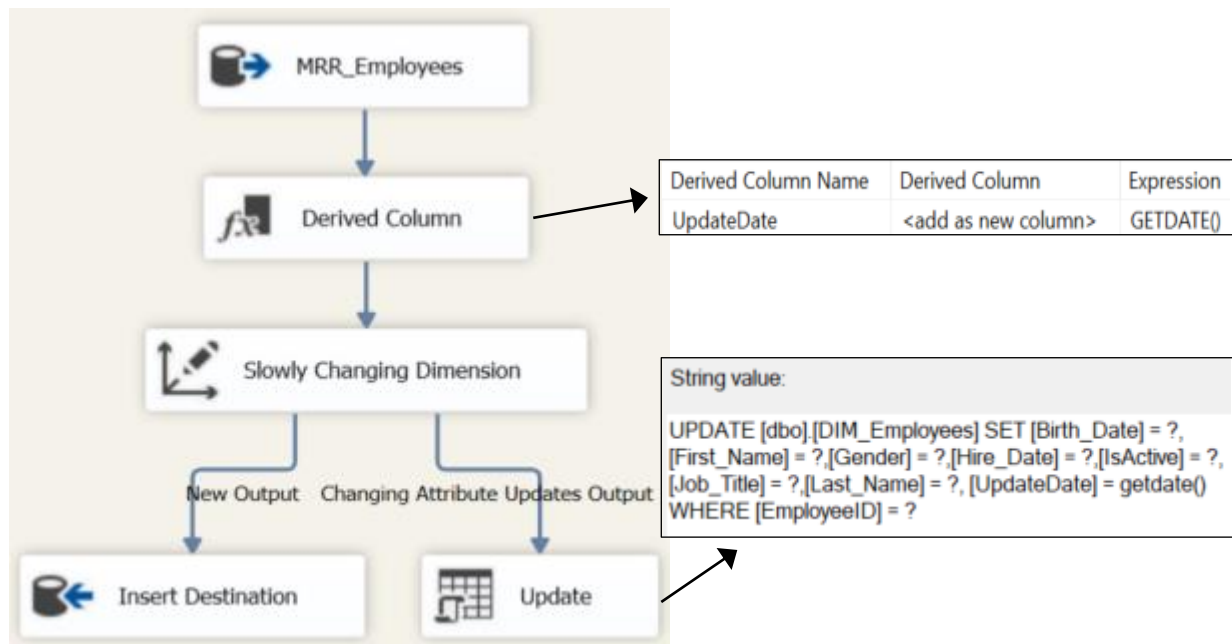 MRR_Employees
Derived Column
Derived Column Name Derived Column Expression
UpdateDate <add as new column> GETDATE()
Slowly Changing Dimension
New Output Changing Attribute Updates Output
String value:
UPDATE [dbo].[DIM_Employees] SET [Birth_Date] = ?,
[First_Name] = ?,[Gender] = ?,[Hire_Date] = ?,[IsActive] = ?,
[Job_Title] = ?,[Last_Name] = ?, [UpdateDate] = getdate()
WHERE [EmployeeID] = ?
Insert Destination
Update